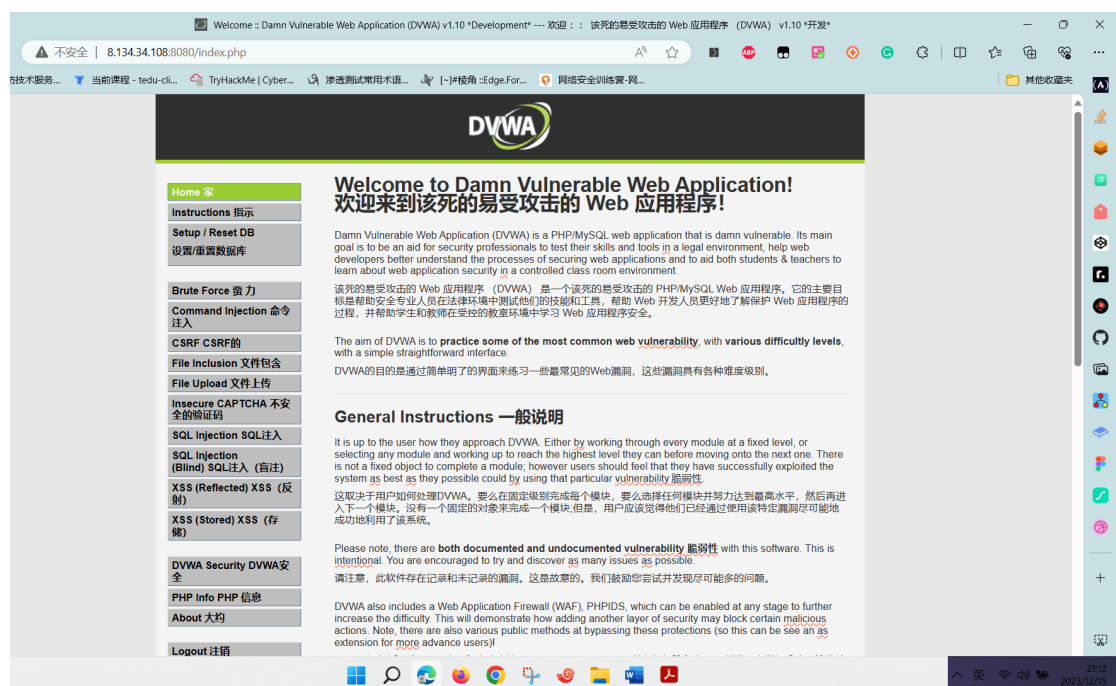 Welcome :: Damn Vulnerable Web Application (DVWA) v1.10 *Development* --- 欢迎：：该死的易受攻击的 Web 应用程序 （DVWA） v1.10 *开发*
不安全 | 8.134.34.108:8080/index.php
ABP
防技术服务...
当前课程 - tedu-cli...
TryHackMe | Cyber...
渗透测试常用术语...
[~]#棱角 ::Edge.For...
网络安全训练营-网...
其他收藏夹
DVWA
Home 家
Instructions 指示
Setup / Reset DB
设置/重置数据库
Brute Force 蛮 力
Command Injection 命令
注入
CSRF CSRF的
File Inclusion 文件包含
File Upload 文件上传
Insecure CAPTCHA 不安
全的验证码
SQL Injection SQL注入
SQL Injection
(Blind) SQL注入（盲注）
XSS (Reflected) XSS（反
射）
XSS (Stored) XSS（存
储）
DVWA Security DVWA安
全
PHP Info PHP 信息
About 大约
Logout 注销
Welcome to Damn Vulnerable Web Application!
欢迎来到该死的易受攻击的 Web 应用程序！
Damn Vulnerable Web Application (DVWA) is a PHP/MySQL web application that is damn vulnerable. Its main
goal is to be an aid for security professionals to test their skills and tools in a legal environment, help web
developers better understand the processes of securing web applications and to aid both students & teachers to
learn about web application security in a controlled class room environment.
该死的易受攻击的 Web 应用程序 （DVWA） 是一个该死的易受攻击的 PHP/MySQL Web 应用程序。它的主要目
标是帮助安全专业人员在法律环境中测试他们的技能和工具，帮助 Web 开发人员更好地了解保护 Web 应用程序的
过程，并帮助学生和教师在受控的教室环境中学习 Web 应用程序安全。
The aim of DVWA is to practice some of the most common web vulnerability, with various difficultly levels,
with a simple straightforward interface.
DVWA的目的是通过简单明了的界面来练习一些最常见的Web漏洞，这些漏洞具有各种难度级别。
General Instructions 一般说明
It is up to the user how they approach DVWA. Either by working through every module at a fixed level, or
selecting any module and working up to reach the highest level they can before moving onto the next one. There
is not a fixed object to complete a module; however users should feel that they have successfully exploited the
system as best as they possible could by using that particular vulnerability 脆弱性.
这取决于用户如何处理DVWA。要么在固定级别完成每个模块，要么选择任何模块并努力达到最高水平，然后再进
入下一个模块。没有一个固定的对象来完成一个模块;但是，用户应该觉得他们已经通过使用该特定漏洞尽可能地
成功地利用了该系统。
Please note, there are both documented and undocumented vulnerability 脆弱性 with this software. This is
intentional. You are encouraged to try and discover as many issues as possible.
请注意，此软件存在记录和未记录的漏洞。这是故意的。我们鼓励您尝试并发现尽可能多的问题。
DVWA also includes a Web Application Firewall (WAF), PHPIDS, which can be enabled at any stage to further
increase the difficulty. This will demonstrate how adding another layer of security may block certain malicious
actions. Note, there are also various public methods at bypassing these protections (so this can be see an as
extension for more advance users)!
英
21:12
2023/12/15